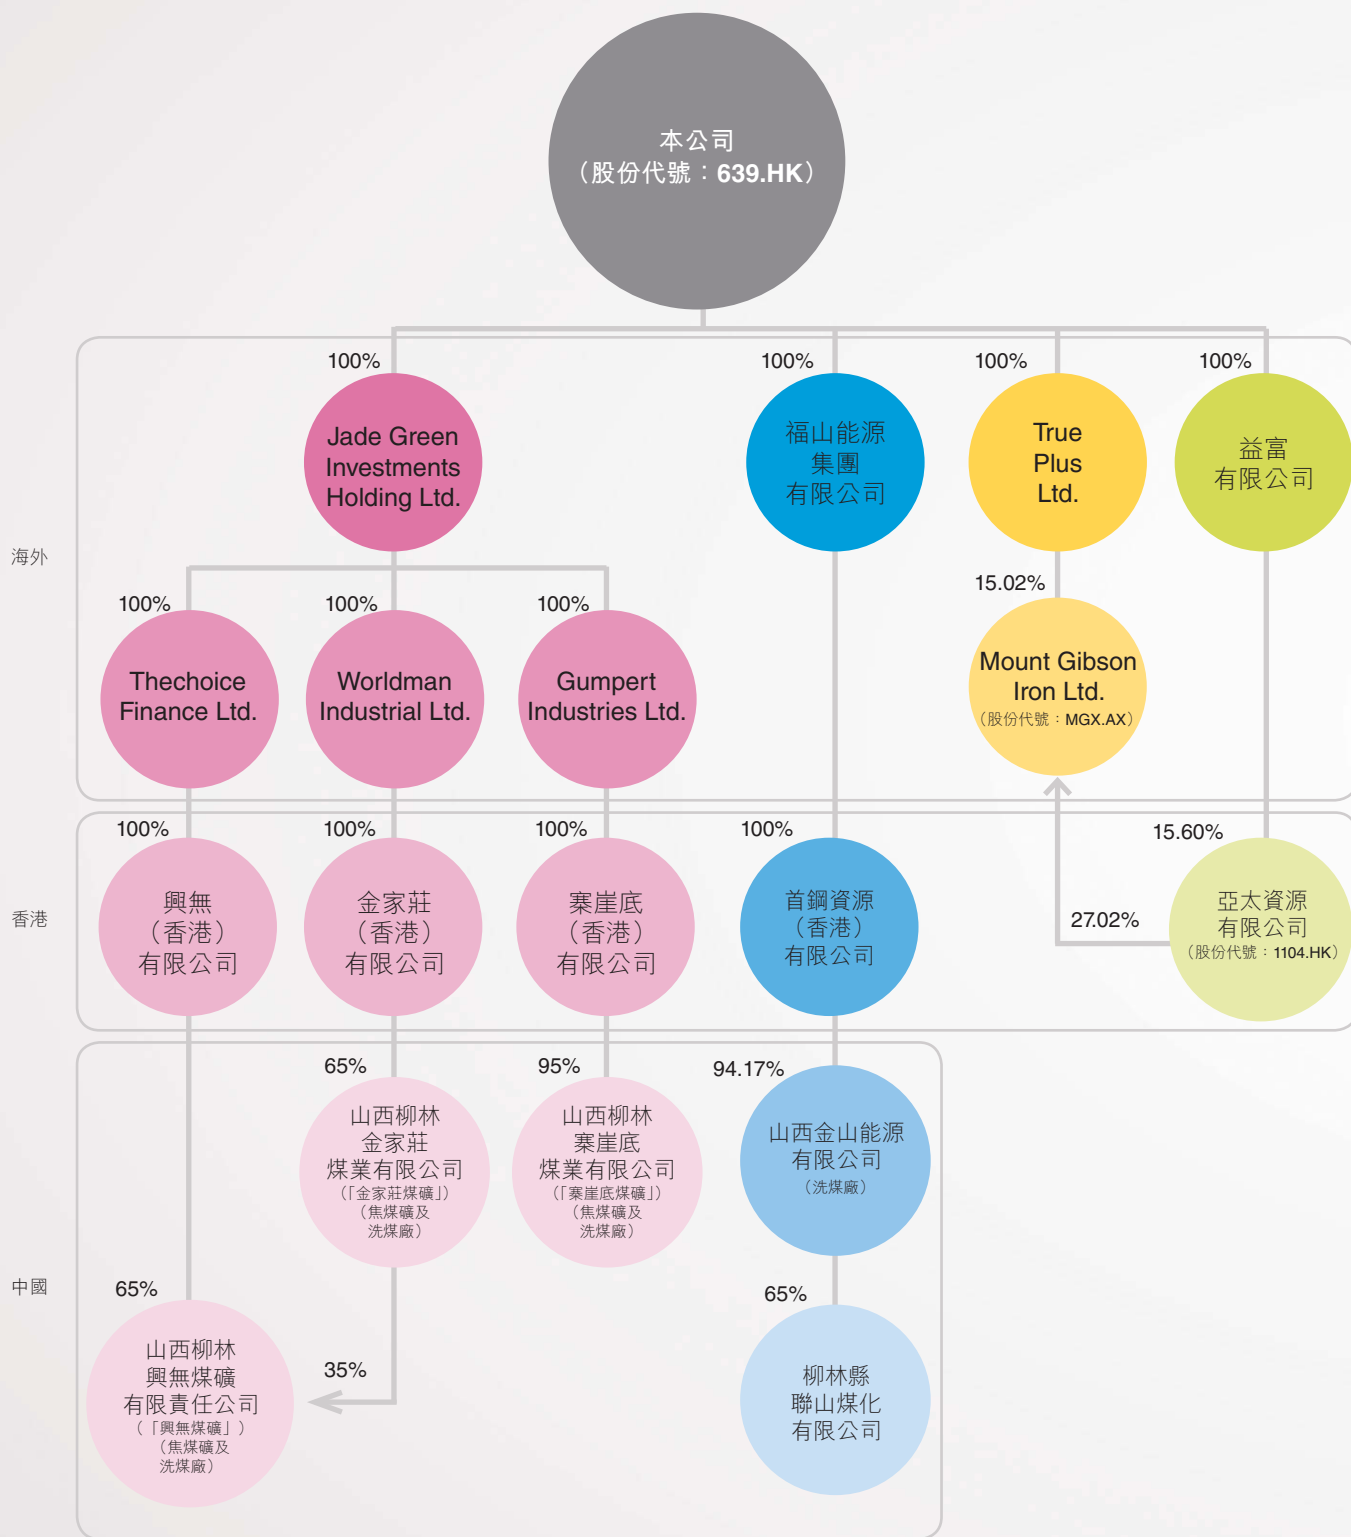 本公司
（股份代號：639.HK）
100%
100%
100%
100%
Jade Green
Investments
Holding Ltd.
福山能源
集團
有限公司
True
Plus
Ltd.
益富
有限公司
海外
100%
100%
100%
15.02%
Thechoice
Finance Ltd.
Worldman
Industrial Ltd.
Gumpert
Industries Ltd.
Mount Gibson
Iron Ltd.
（股份代號：MGX.AX）
100%
100%
100%
100%
15.60%
香港
興無
（香港）
有限公司
金家莊
（香港）
有限公司
寨崖底
（香港）
有限公司
首鋼資源
（香港）
有限公司
27.02%
亞太資源
有限公司
（股份代號：1104.HK）
65%
95%
94.17%
山西柳林
金家莊
煤業有限公司
（「金家莊煤礦」）
（焦煤礦及
洗煤廠）
山西柳林
寨崖底
煤業有限公司
（「寨崖底煤礦」）
（焦煤礦及
洗煤廠）
山西金山能源
有限公司
（洗煤廠）
中國
65%
35%
65%
山西柳林
興無煤礦
有限責任公司
（「興無煤礦」）
（焦煤礦及
洗煤廠）
柳林縣
聯山煤化
有限公司